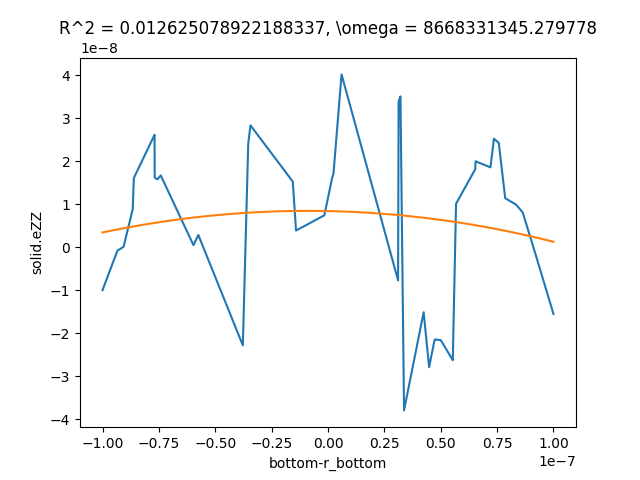 R^2 = 0.012625078922188337, \omega = 8668331345.279778
1e−8
4
3
2
1
0
−1
−2
−3
−4
solid.eZZ
−1.00 −0.75 −0.50 −0.25 0.00 0.25 0.50 0.75 1.00
1e−7
bottom-r_bottom